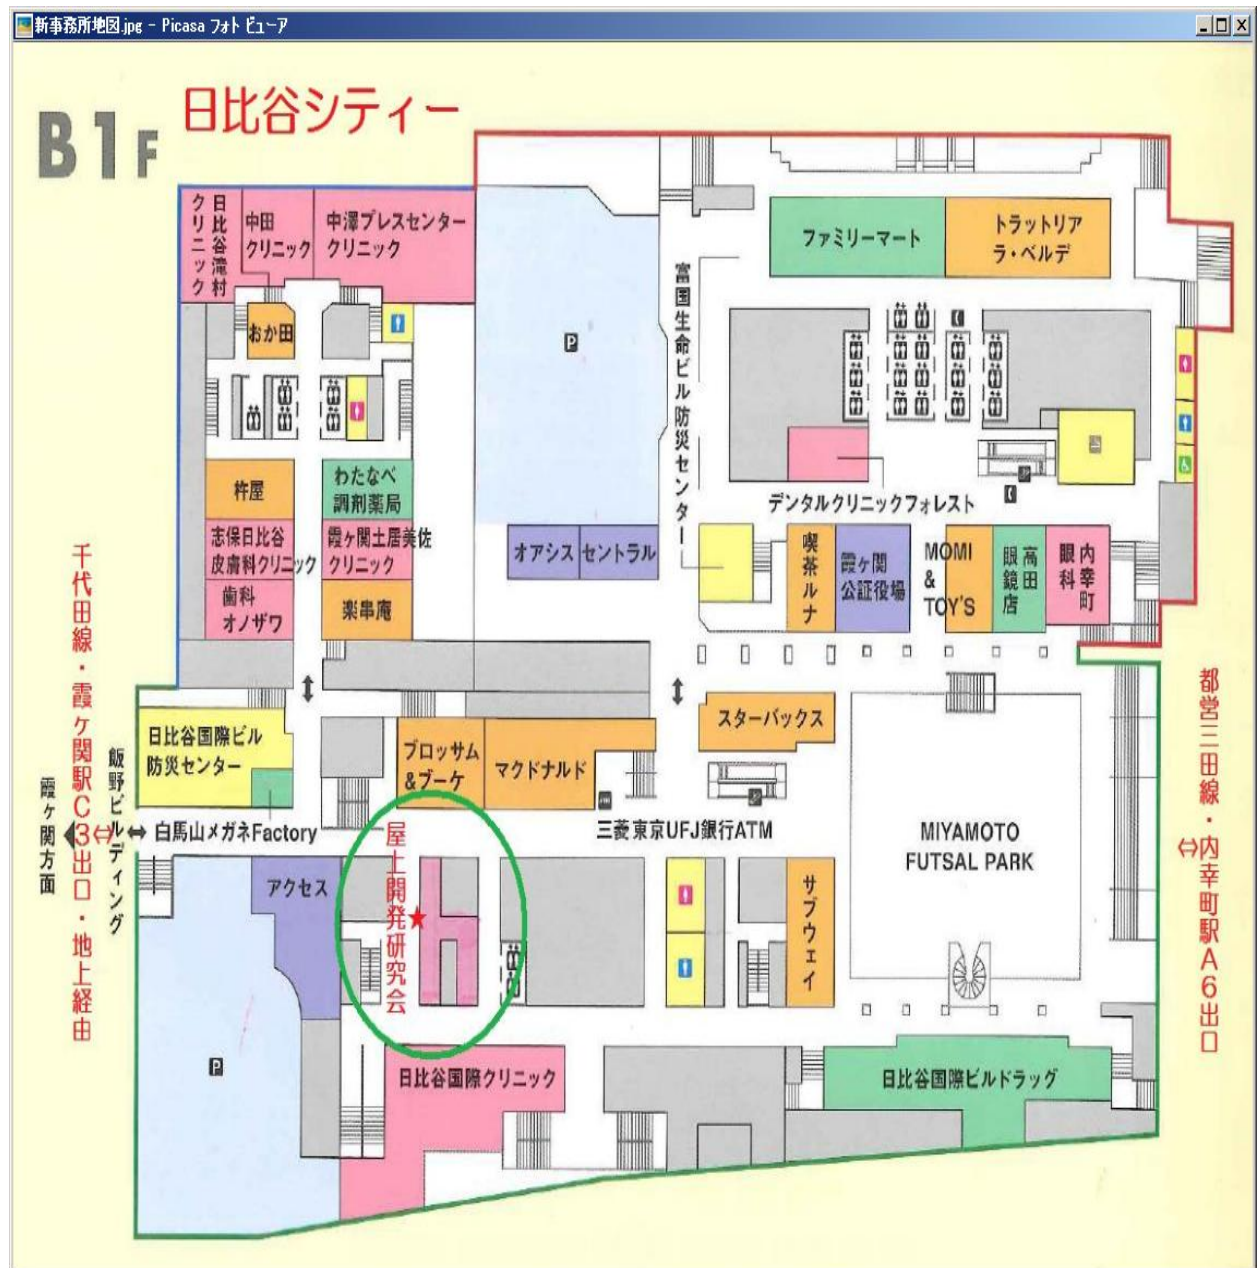 新事務所地図.jpg - Picasa フォト ビューア
B1F
日比谷シティー
日比谷滝村
クリニック
中田
クリニック
中澤プレスセンター
クリニック
おか田
杵屋
わたなべ
調剤薬局
志保日比谷
皮膚科クリニック
霞ヶ関土居美佐
クリニック
歯科
オノザワ
楽串庵
P
オアシス
セントラル
富国生命ビル防災センター
ファミリーマート
トラットリア
ラ・ベルデ
デンタルクリニックフォレスト
喫茶ルナ
霞ヶ関
公証役場
MOMI
&
TOY'S
高田
眼鏡店
内幸町
眼科
日比谷国際ビル
防災センター
ブロッサム
&ブーケ
マクドナルド
スターバックス
白馬山メガネFactory
三菱東京UFJ銀行ATM
MIYAMOTO
FUTSAL PARK
千代田線・霞ヶ関駅C3出口・地上経由
霞ヶ関方面
飯野ビルディング
都営三田線・内幸町駅A6出口
アクセス
屋上開発研究会
サブウェイ
P
日比谷国際クリニック
日比谷国際ビルドラッグ